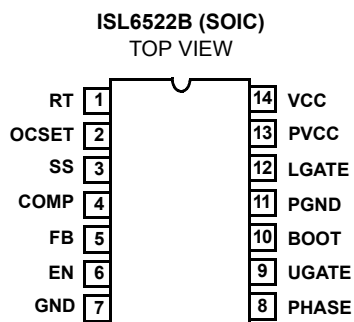 ISL6522B (SOIC)
TOP VIEW
RT 1 14 VCC
OCSET 2 13 PVCC
SS 3 12 LGATE
COMP 4 11 PGND
FB 5 10 BOOT
EN 6 9 UGATE
GND 7 8 PHASE